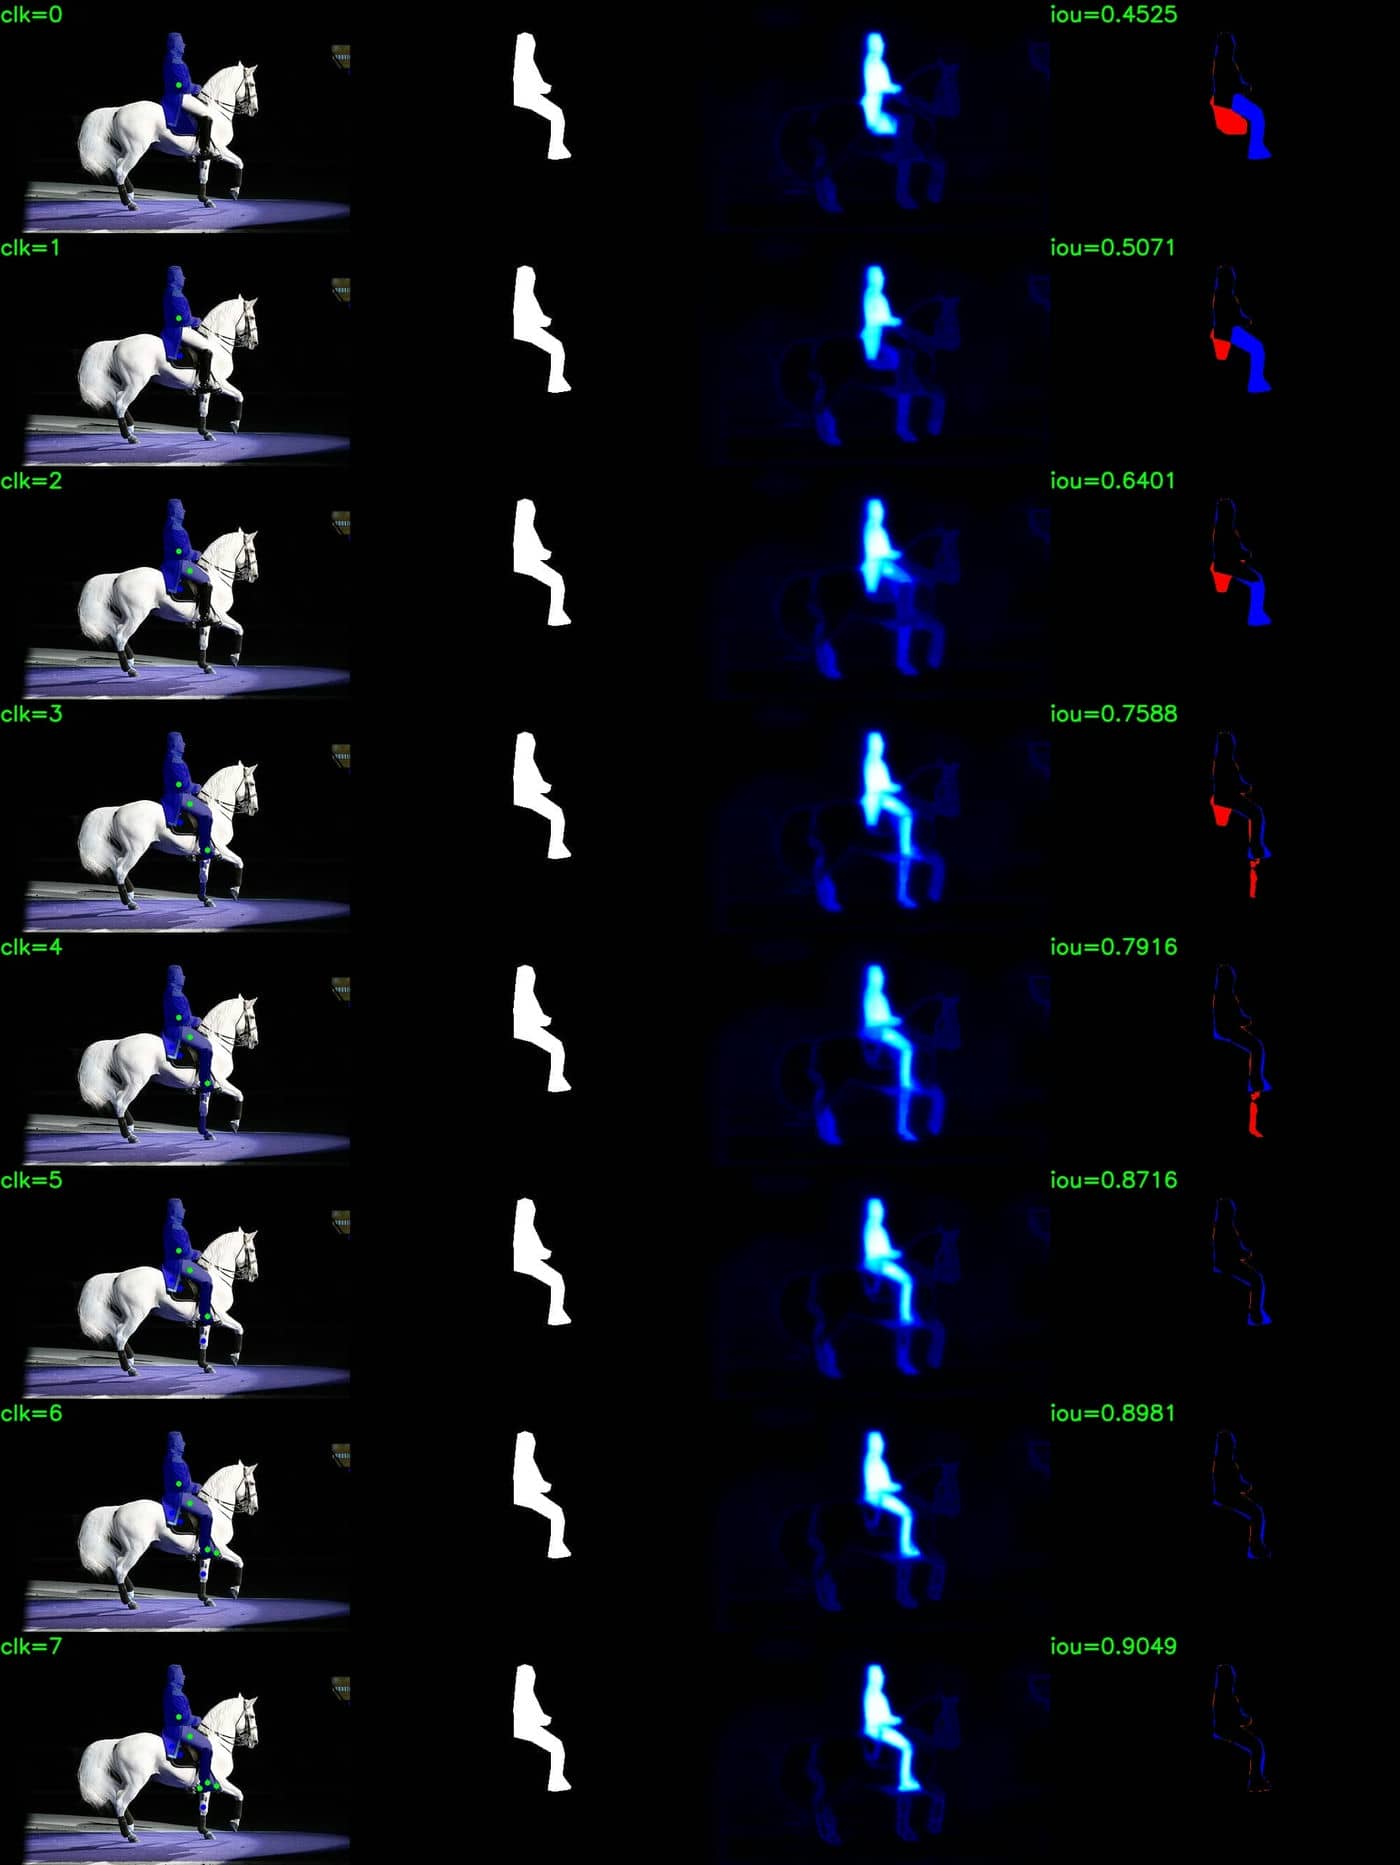 clk=0 iou=0.4525
clk=1 iou=0.5071
clk=2 iou=0.6401
clk=3 iou=0.7588
clk=4 iou=0.7916
clk=5 iou=0.8716
clk=6 iou=0.8981
clk=7 iou=0.9049